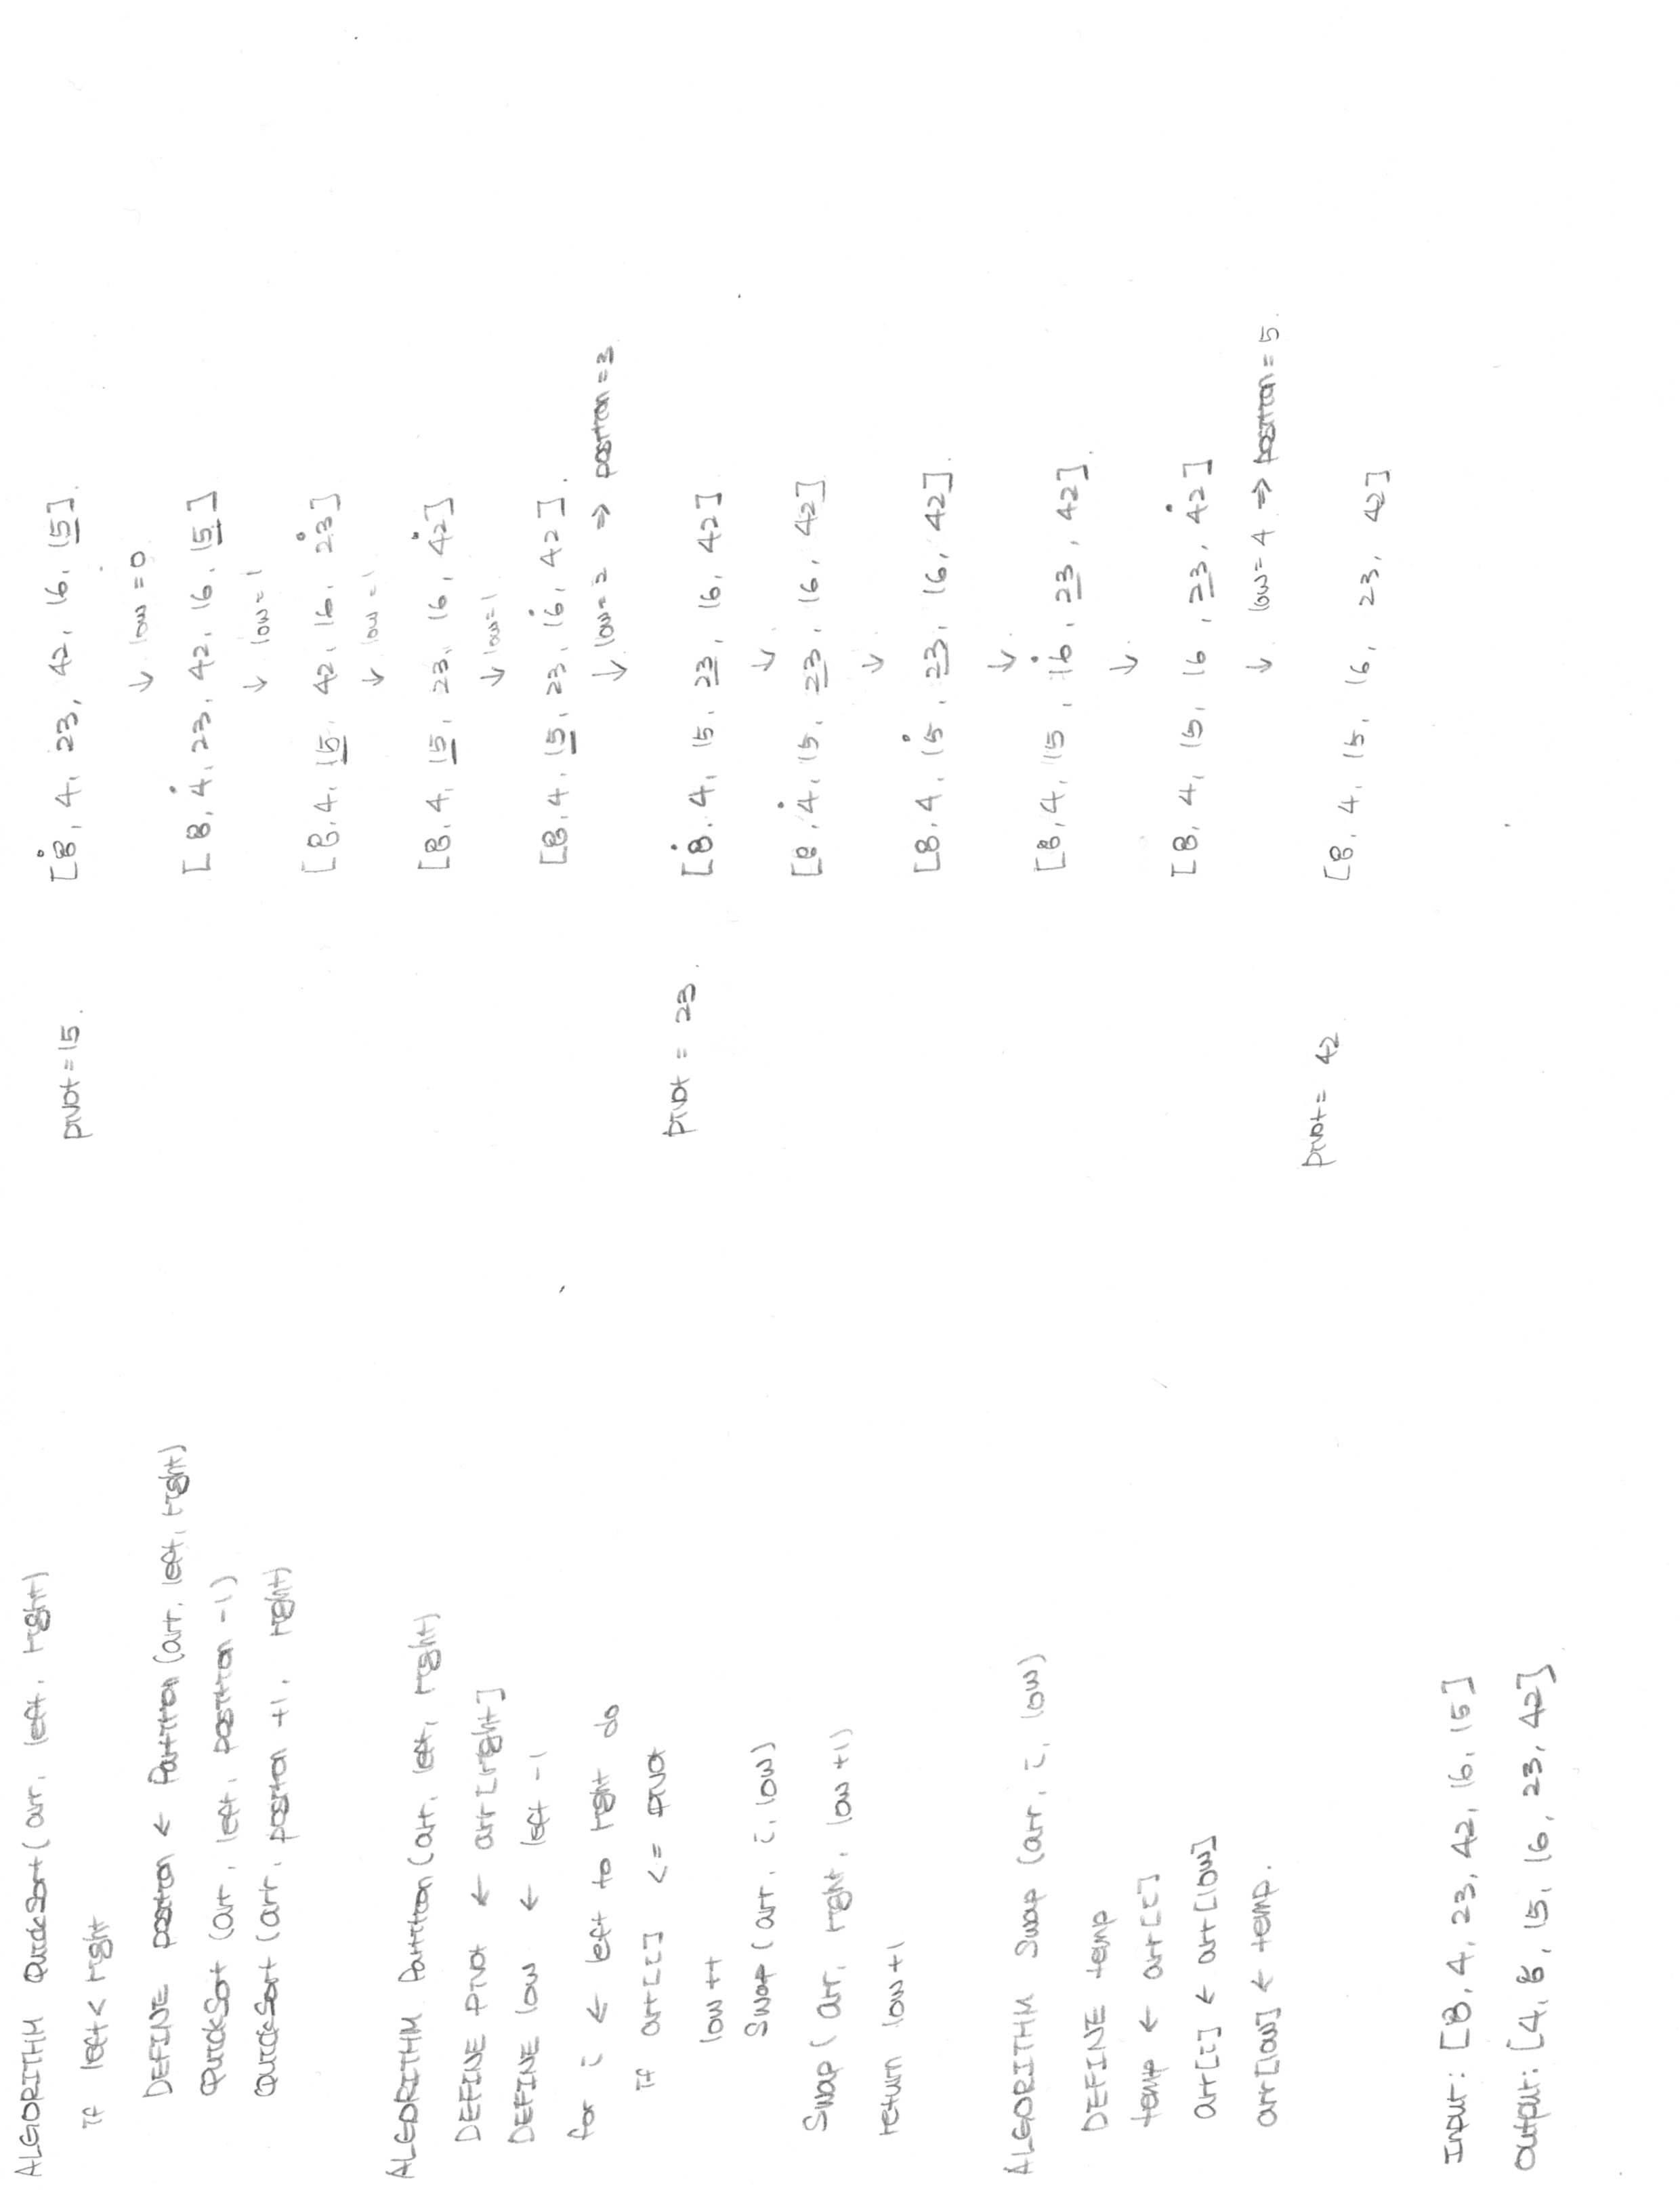 ALGORITHM QuickSort(arr, left, right)
if left < right
DEFINE position ← Partition(arr, left, right)
QuickSort(arr, left, position -1)
QuickSort(arr, position +1, right)
ALGORITHM Partition(arr, left, right)
DEFINE pivot ← arr[right]
DEFINE low ← left -1
for i ← left to right do
if arr[i] <= pivot
low++
Swap(arr, i, low)
Swap(arr, right, low+1)
return low+1
ALGORITHM Swap (arr, i, low)
DEFINE temp
temp ← arr[i]
arr[i] ← arr[low]
arr[low] ← temp.
Input: [8, 4, 23, 42, 16, 15]
Output: [4, 8, 15, 16, 23, 42]
pivot = 15. [8, 4, 23, 42, 16, 15].
↓ low = 0
[8, 4, 23, 42, 16, 15]
↓ low = 1
[8, 4, 15, 42, 16, 23]
↓ low = 1
[8, 4, 15, 23, 16, 42]
↓ low=1
[8, 4, 15, 23, 16, 42].
↓ low= 2 ⇒ position = 3
pivot = 23. [8, 4, 15, 23, 16, 42]
↓
[8, 4, 15, 23, 16, 42]
↓
[8, 4, 15, 23, 16, 42].
↓
[8, 4, 15, 16, 23, 42].
↓
[8, 4, 15, 16, 23, 42]
↓ low= 4 ⇒ position = 5.
pivot= 42 [8, 4, 15, 16, 23, 42]